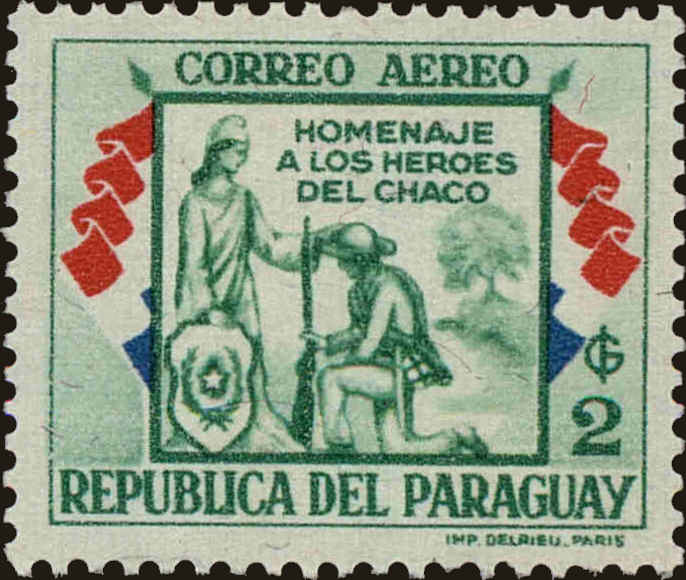 CORREO AEREO
HOMENAJE
A LOS HEROES
DEL CHACO
₲
2
REPUBLICA DEL PARAGUAY
IMP. DELRIEU. PARIS